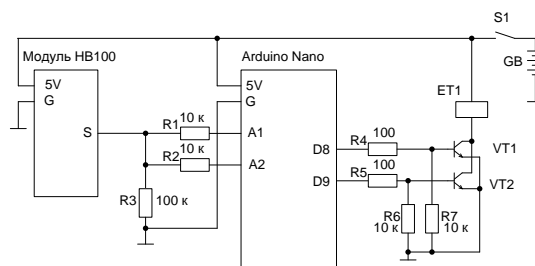 S1
Модуль HB100
Arduino Nano
GB
5V
G
5V
G
ET1
R1
10 к
S
A1
R2
10 к
A2
D8
R4
100
VT1
D9
R5
100
VT2
R3
100 к
R6
10 к
R7
10 к